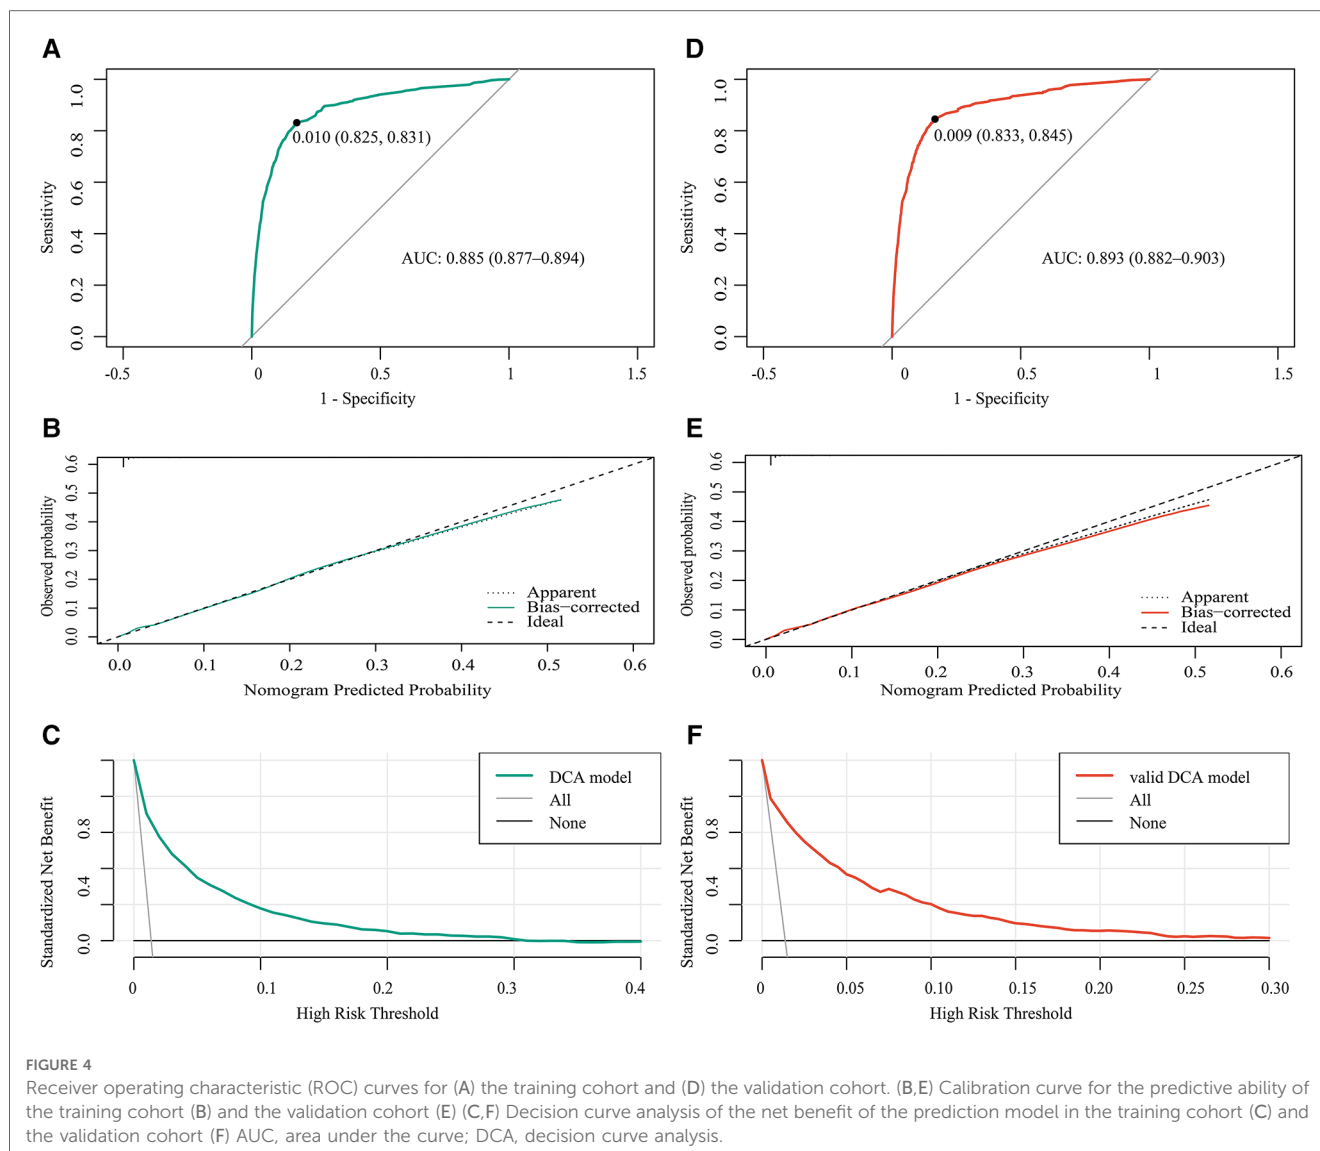 A
1.0
0.8
0.6
0.4
0.2
0.0
Sensitivity
0.010 (0.825, 0.831)
AUC: 0.885 (0.877–0.894)
-0.5 0 0.5 1 1.5
1 - Specificity
D
1.0
0.8
0.6
0.4
0.2
0.0
Sensitivity
0.009 (0.833, 0.845)
AUC: 0.893 (0.882–0.903)
-0.5 0 0.5 1 1.5
1 - Specificity
B
0.6
0.5
0.4
0.3
0.2
0.1
0.0
Observed probability
Apparent
Bias−corrected
Ideal
0.0 0.1 0.2 0.3 0.4 0.5 0.6
Nomogram Predicted Probability
E
0.6
0.5
0.4
0.3
0.2
0.1
0.0
Observed probability
Apparent
Bias−corrected
Ideal
0.0 0.1 0.2 0.3 0.4 0.5 0.6
Nomogram Predicted Probability
C
0.8
0.4
0.0
Standardized Net Benefit
DCA model
All
None
0 0.1 0.2 0.3 0.4
High Risk Threshold
F
0.8
0.4
0.0
Standardized Net Benefit
valid DCA model
All
None
0 0.05 0.10 0.15 0.20 0.25 0.30
High Risk Threshold
FIGURE 4
Receiver operating characteristic (ROC) curves for (A) the training cohort and (D) the validation cohort. (B,E) Calibration curve for the predictive ability of
the training cohort (B) and the validation cohort (E) (C,F) Decision curve analysis of the net benefit of the prediction model in the training cohort (C) and
the validation cohort (F) AUC, area under the curve; DCA, decision curve analysis.